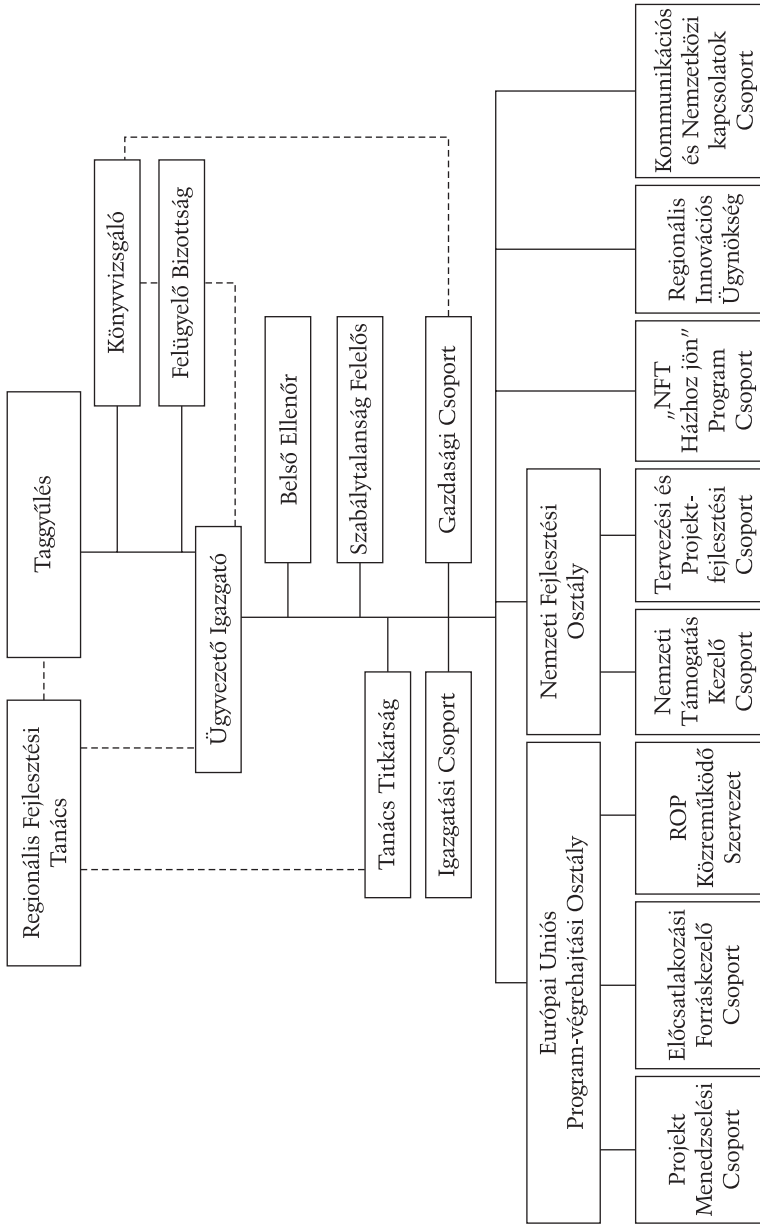 Regionális Fejlesztési
Tanács
Taggyűlés
Könyvvizsgáló
Felügyelő Bizottság
Ügyvezető Igazgató
Belső Ellenőr
Szabálytalanság Felelős
Tanács Titkárság
Igazgatási Csoport
Gazdasági Csoport
Európai Uniós
Program-végrehajtási Osztály
Nemzeti Fejlesztési
Osztály
Projekt
Menedzselési
Csoport
Előcsatlakozási
Forráskezelő
Csoport
ROP
Közreműködő
Szervezet
Nemzeti
Támogatás
Kezelő
Csoport
Tervezési és
Projekt-
fejlesztési
Csoport
„NFT
Házhoz jön”
Program
Csoport
Regionális
Innovációs
Ügynökség
Kommunikációs
és Nemzetközi
kapcsolatok
Csoport